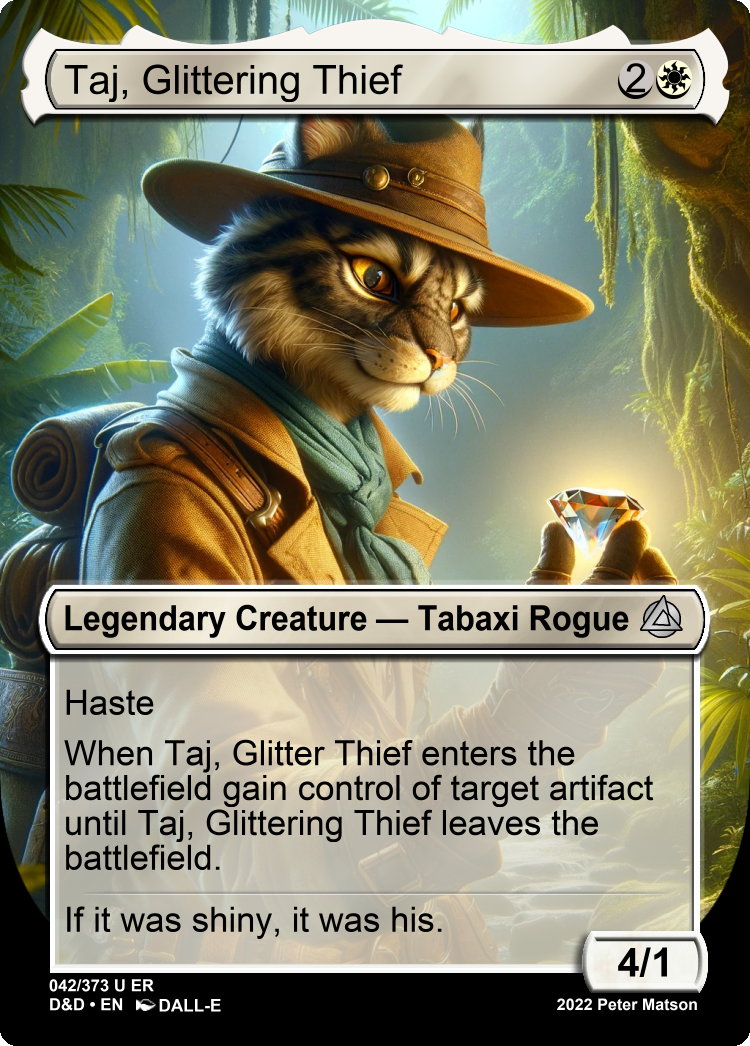 Taj, Glittering Thief 2
Legendary Creature — Tabaxi Rogue
Haste
When Taj, Glitter Thief enters the
battlefield gain control of target artifact
until Taj, Glittering Thief leaves the
battlefield.
If it was shiny, it was his.
4/1
042/373 U ER
D&D • EN DALL-E
2022 Peter Matson